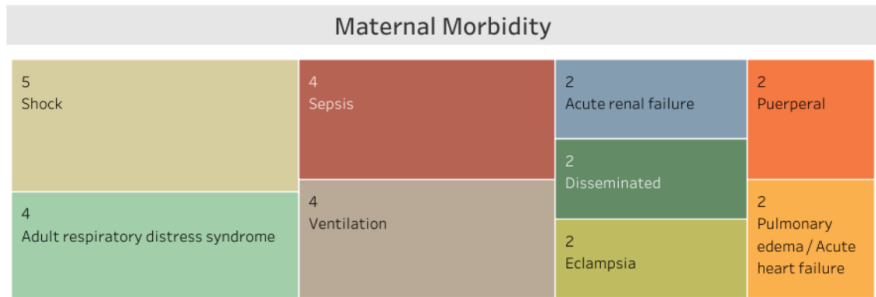 Maternal Morbidity
5
Shock
4
Adult respiratory distress syndrome
4
Sepsis
4
Ventilation
2
Acute renal failure
2
Disseminated
2
Eclampsia
2
Puerperal
2
Pulmonary
edema / Acute
heart failure